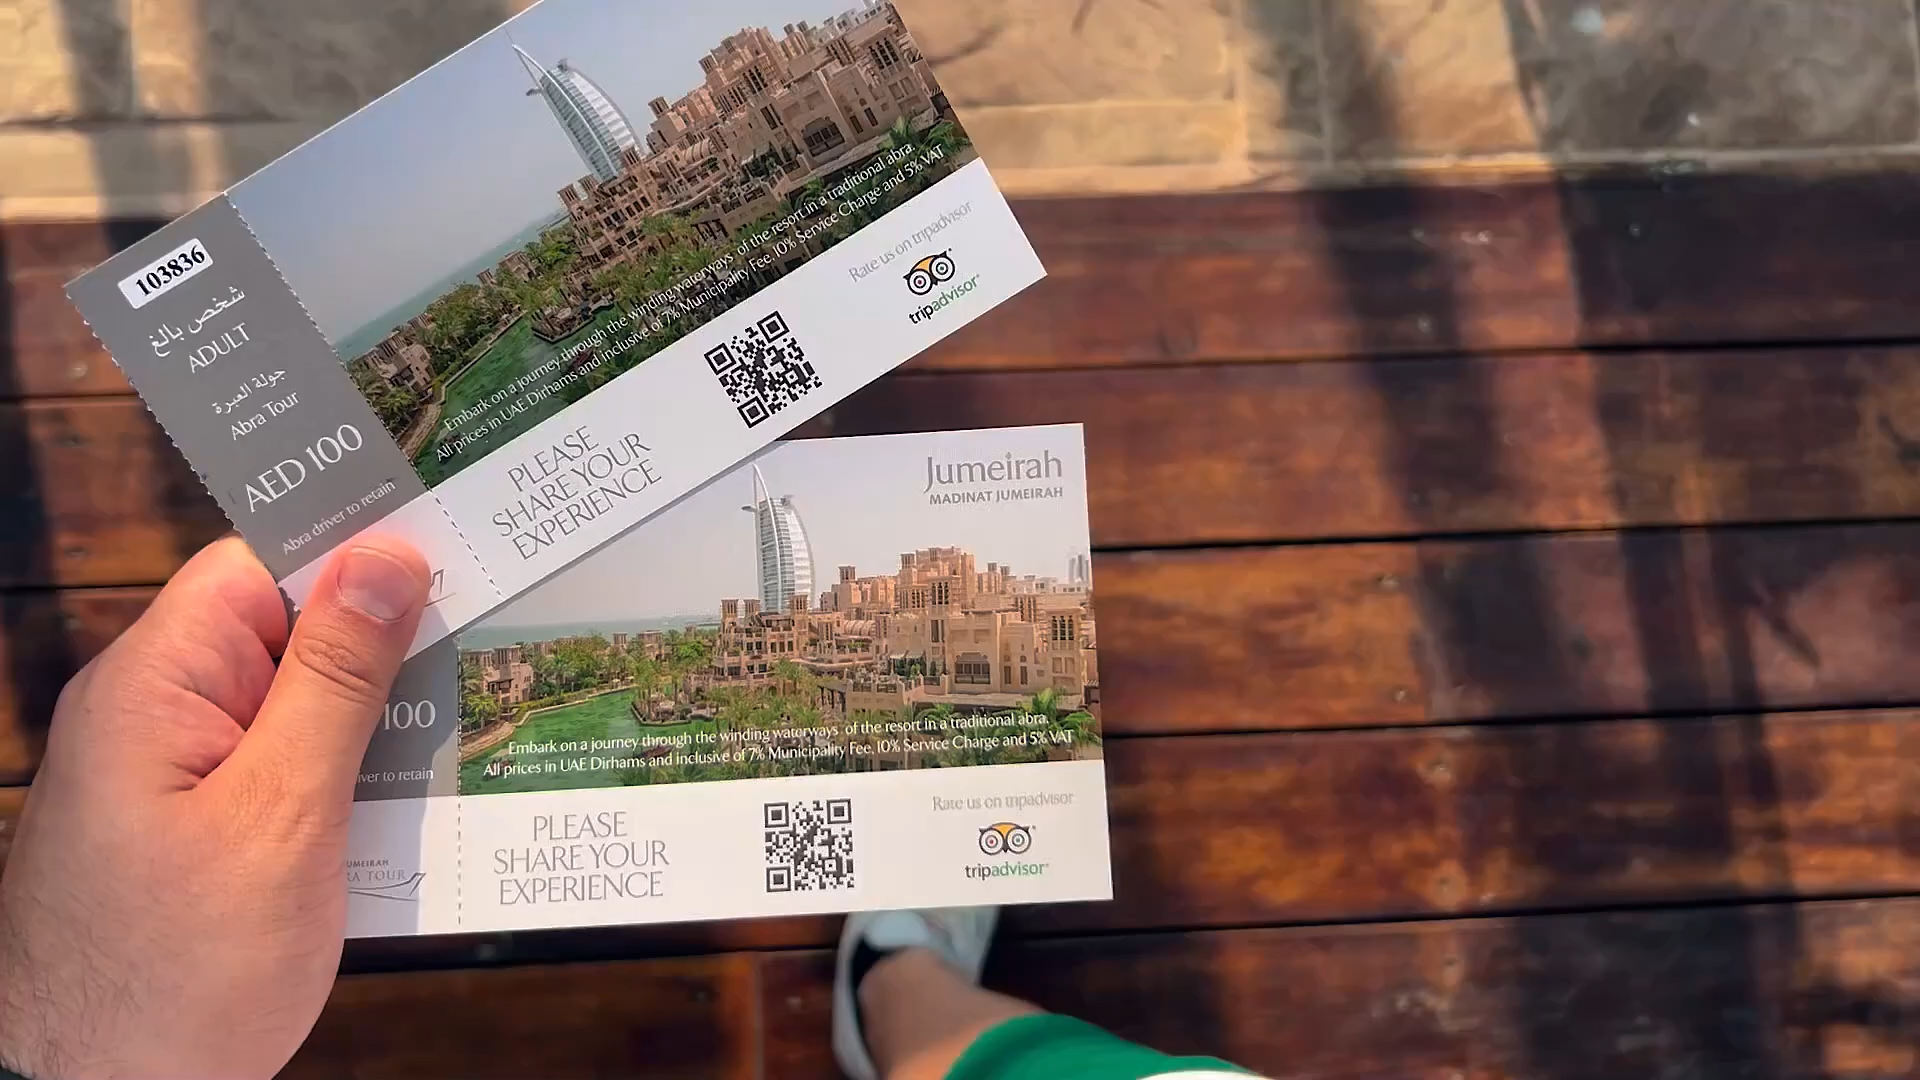 103836
شخص بالغ
ADULT
جولة العبرة
Abra Tour
AED 100
Abra driver to retain
Embark on a journey through the winding waterways of the resort in a traditional abra.
All prices in UAE Dirhams and inclusive of 7% Municipality Fee, 10% Service Charge and 5% VAT
PLEASE
SHARE YOUR
EXPERIENCE
Rate us on tripadvisor
tripadvisor
Jumeirah
MADINAT JUMEIRAH
100
to retain
Embark on a journey through the winding waterways of the resort in a traditional abra.
All prices in UAE Dirhams and inclusive of 7% Municipality Fee, 10% Service Charge and 5% VAT
TOUR
PLEASE
SHARE YOUR
EXPERIENCE
Rate us on tripadvisor
tripadvisor